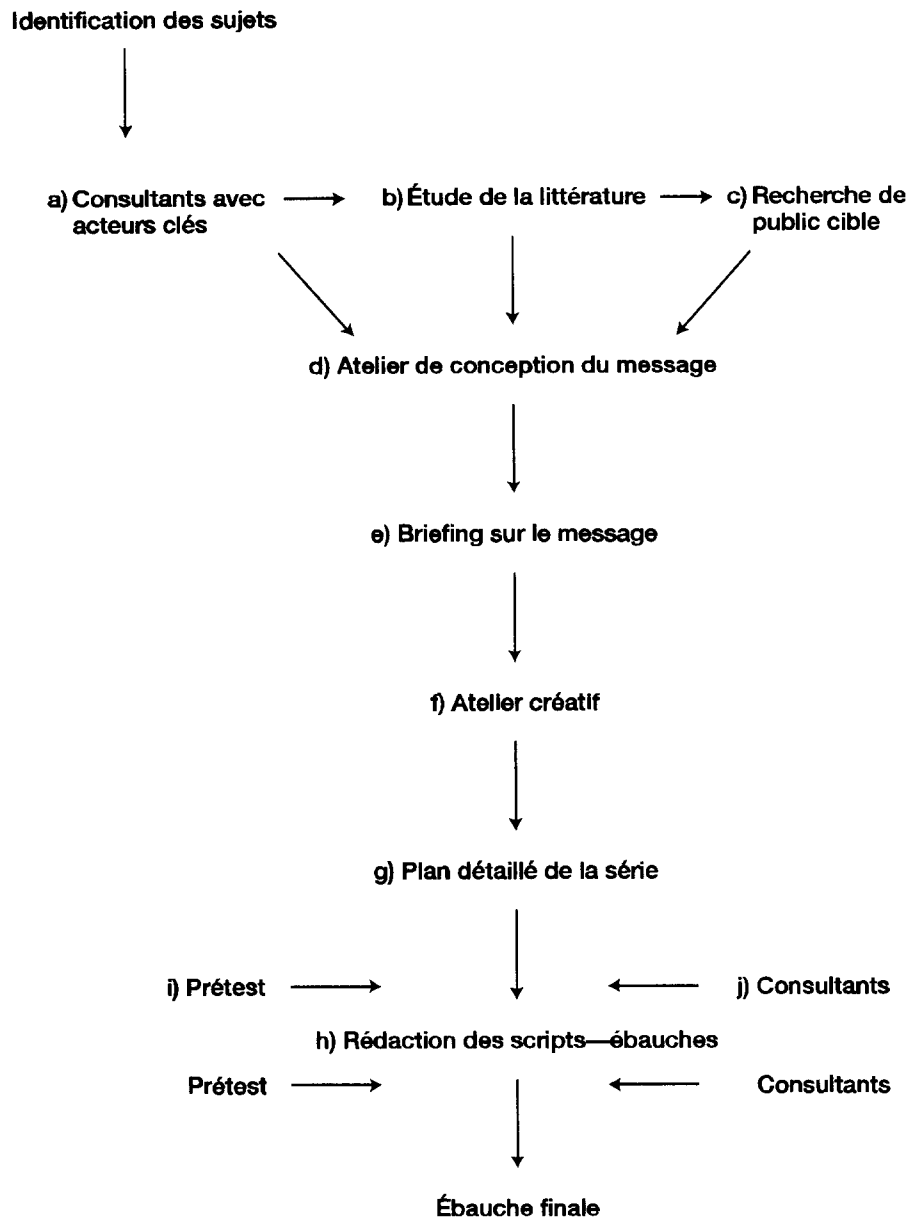 Identification des sujets
a) Consultants avec
acteurs clés
b) Étude de la littérature
c) Recherche de
public cible
d) Atelier de conception du message
e) Briefing sur le message
f) Atelier créatif
g) Plan détaillé de la série
i) Prétest
j) Consultants
h) Rédaction des scripts—ébauches
Prétest
Consultants
Ébauche finale